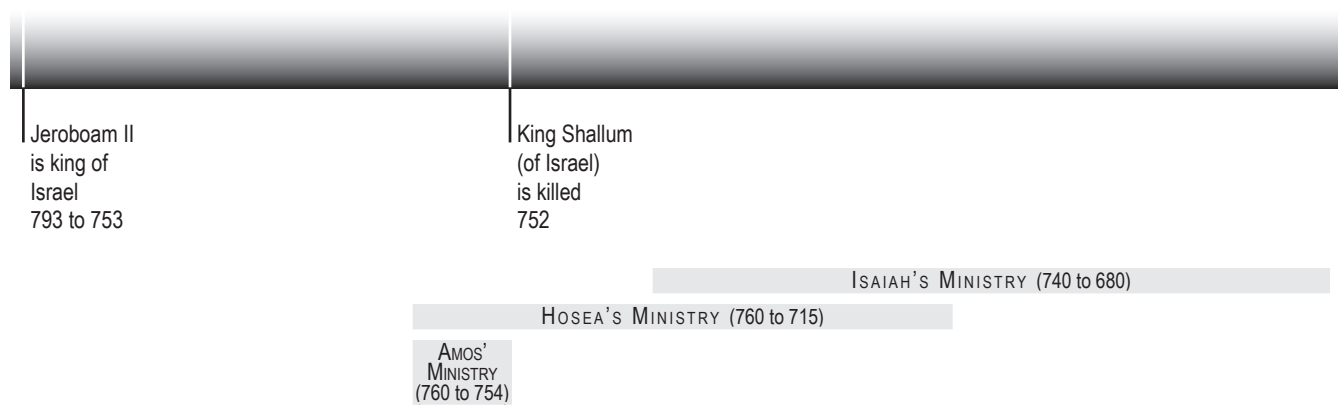 Jeroboam II
is king of
Israel
793 to 753
King Shallum
(of Israel)
is killed
752
ISAIAH'S MINISTRY (740 to 680)
HOSEA'S MINISTRY (760 to 715)
AMOS'
MINISTRY
(760 to 754)